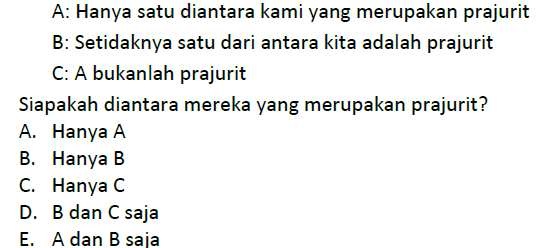 A: Hanya satu diantara kami yang merupakan prajurit
B: Setidaknya satu dari antara kita adalah prajurit
C: A bukanlah prajurit
Siapakah diantara mereka yang merupakan prajurit?
A. Hanya A
B. Hanya B
C. Hanya C
D. B dan C saja
E. A dan B saja